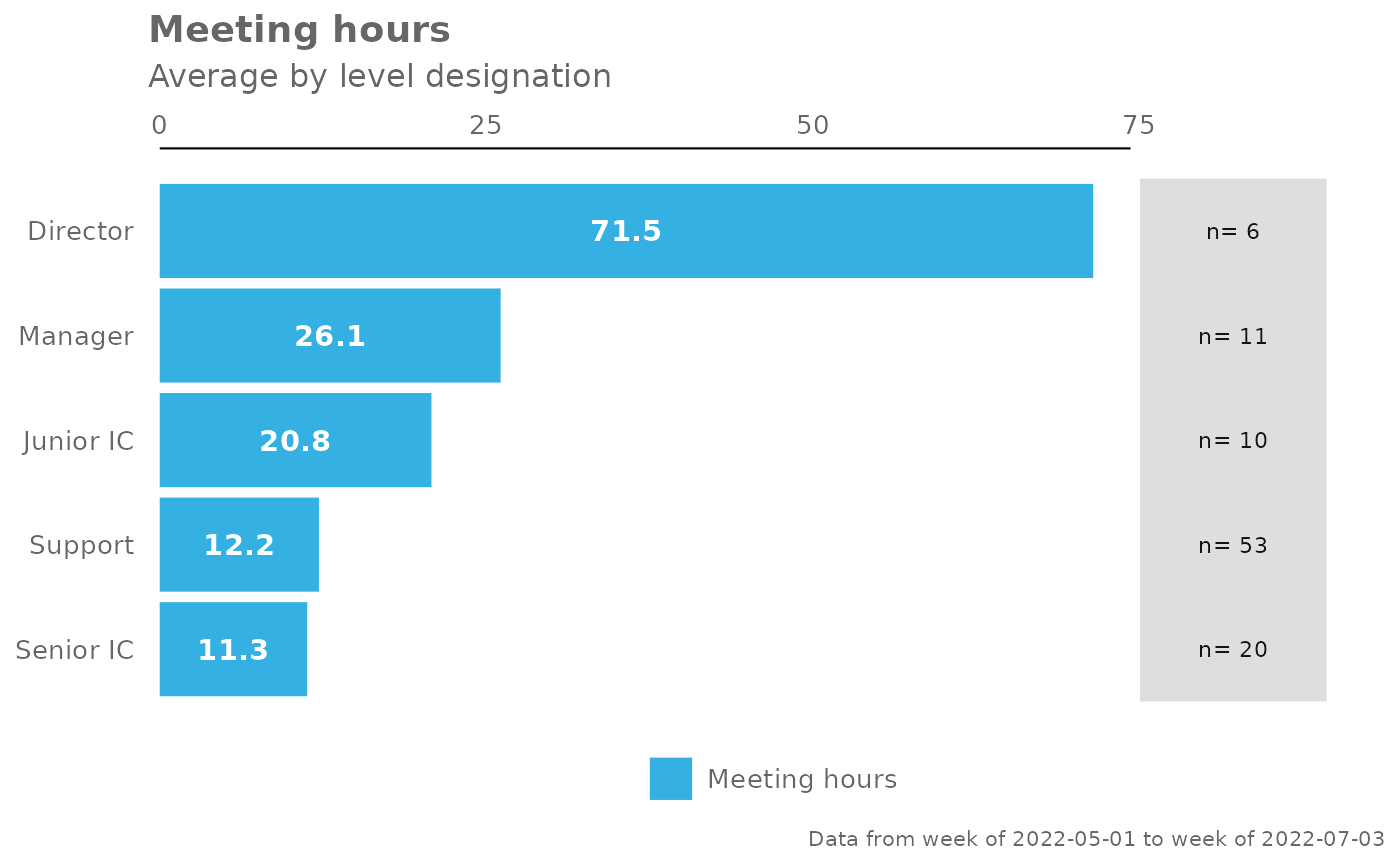 Meeting hours
Average by level designation
0 25 50 75
Director 71.5 n= 6
Manager 26.1 n= 11
Junior IC 20.8 n= 10
Support 12.2 n= 53
Senior IC 11.3 n= 20
Meeting hours
Data from week of 2022-05-01 to week of 2022-07-03